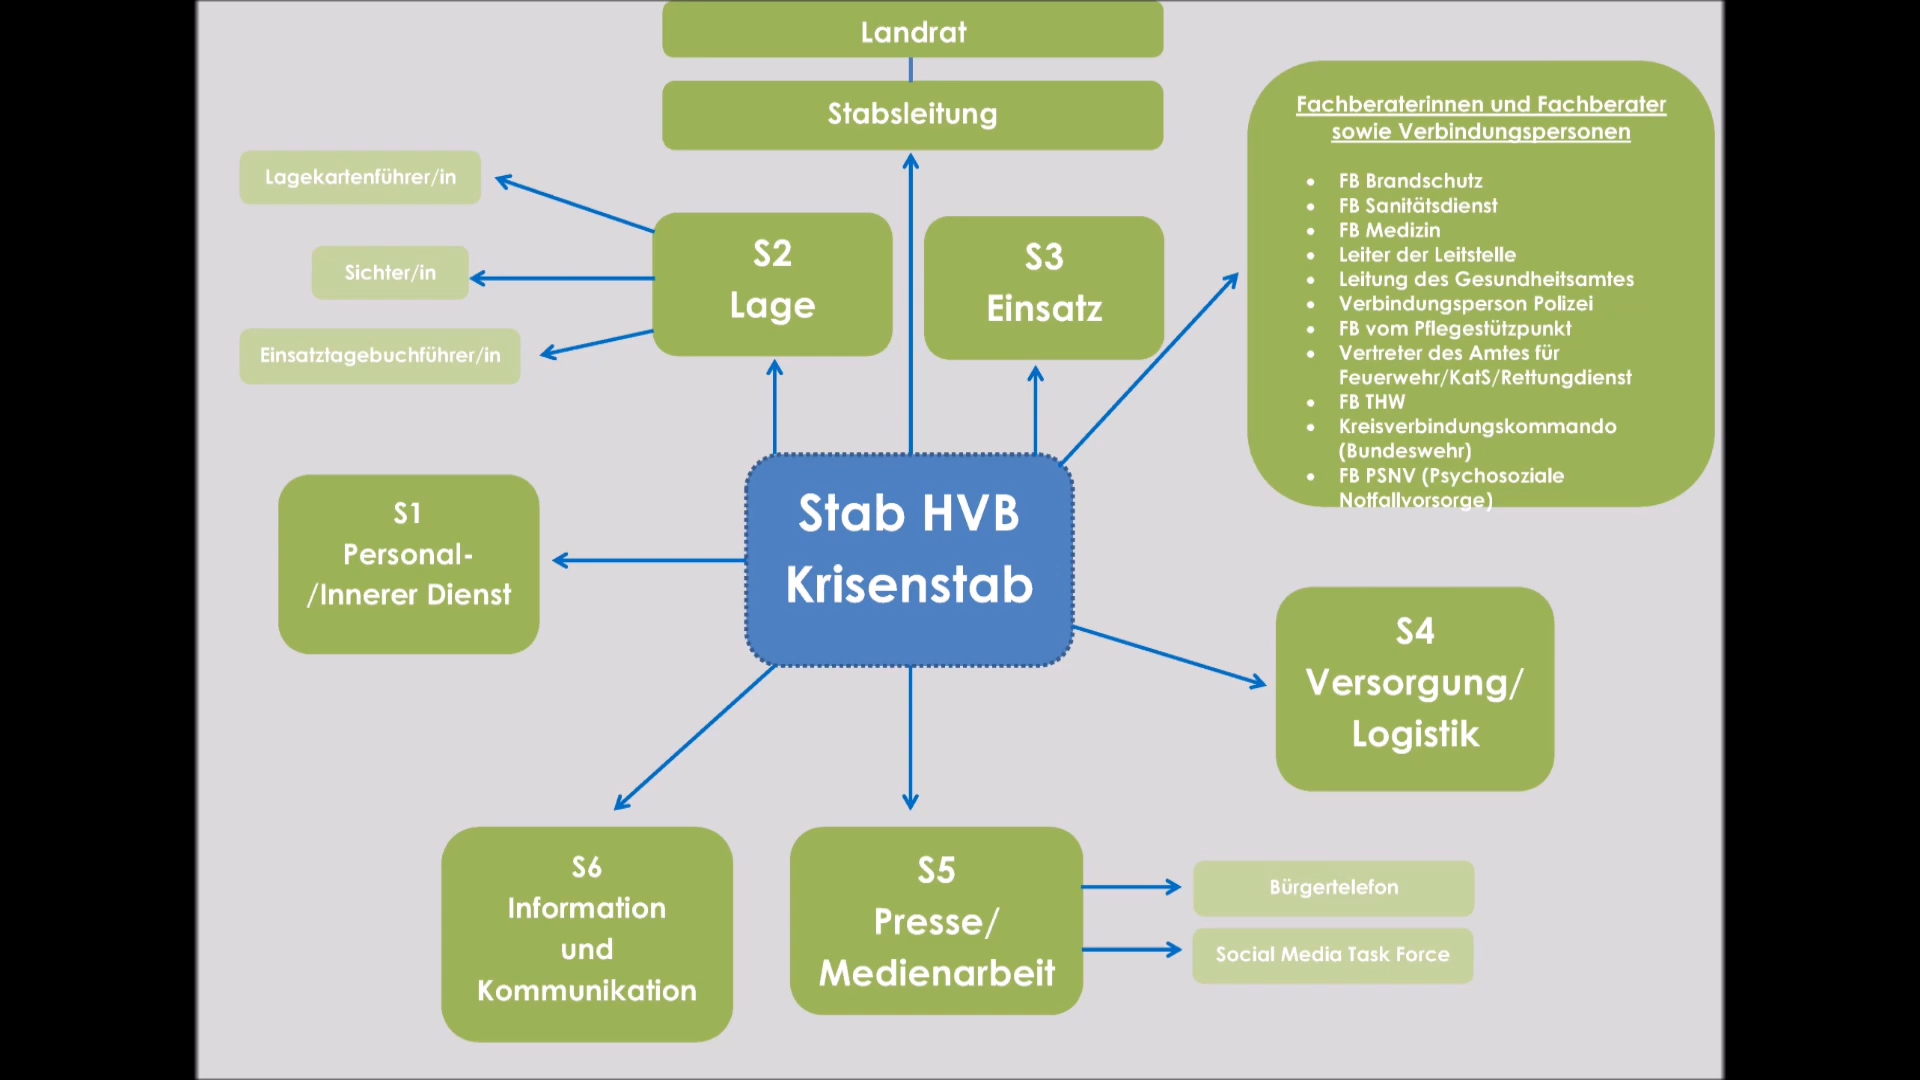 Landrat
Stabsleitung
Fachberaterinnen und Fachberater
sowie Verbindungspersonen
• FB Brandschutz
• FB Sanitätsdienst
• FB Medizin
• Leiter der Leitstelle
• Leitung des Gesundheitsamtes
• Verbindungsperson Polizei
• FB vom Pflegestützpunkt
• Vertreter des Amtes für
Feuerwehr/KatS/Rettungdienst
• FB THW
• Kreisverbindungskommando
(Bundeswehr)
• FB PSNV (Psychosoziale
Notfallvorsorge)
Lagekartenführer/in
Sichter/in
Einsatztagebuchführer/in
S2
Lage
S3
Einsatz
S1
Personal-
/Innerer Dienst
Stab HVB
Krisenstab
S4
Versorgung/
Logistik
S6
Information
und
Kommunikation
S5
Presse/
Medienarbeit
Bürgertelefon
Social Media Task Force